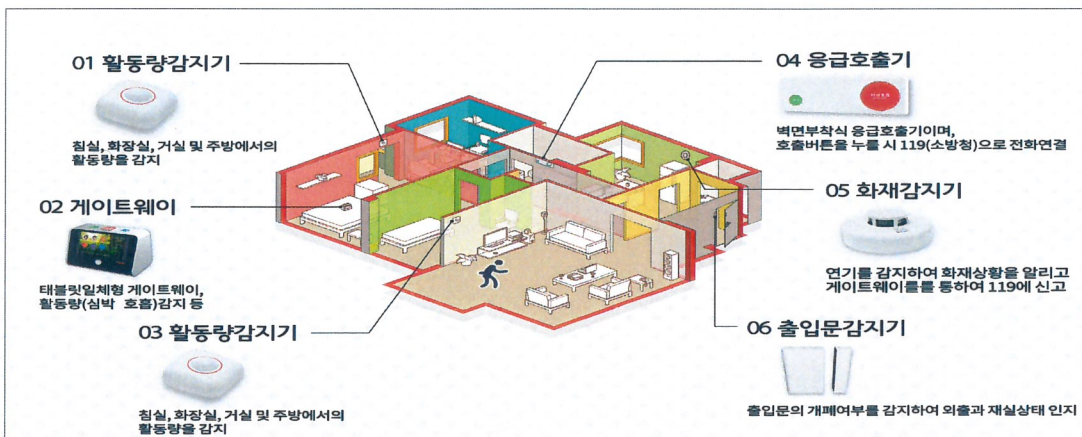 01 활동량감지기
침실, 화장실, 거실 및 주방에서의
활동량을 감지
02 게이트웨이
태블릿일체형 게이트웨이,
활동량(심박 호흡)감지 등
03 활동량감지기
침실, 화장실, 거실 및 주방에서의
활동량을 감지
04 응급호출기
벽면부착식 응급호출기이며,
호출버튼을 누를 시 119(소방청)으로 전화연결
05 화재감지기
연기를 감지하여 화재상황을 알리고
게이트웨이를를 통하여 119에 신고
06 출입문감지기
출입문의 개폐여부를 감지하여 외출과 재실상태 인지